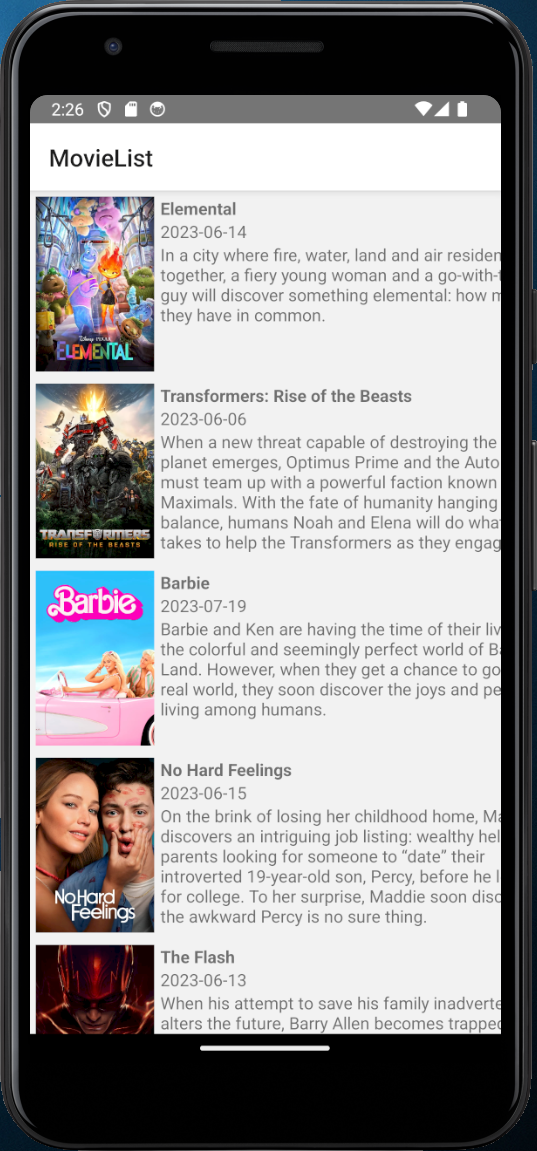 2:26
MovieList
Elemental
2023-06-14
In a city where fire, water, land and air residen
together, a fiery young woman and a go-with-t
guy will discover something elemental: how m
they have in common.
Disney PIXAR
ELEMENTAL
Transformers: Rise of the Beasts
2023-06-06
When a new threat capable of destroying the
planet emerges, Optimus Prime and the Auto
must team up with a powerful faction known
Maximals. With the fate of humanity hanging
balance, humans Noah and Elena will do what
takes to help the Transformers as they engag
TRANSFORMERS
RISE OF THE BEASTS
Barbie
Barbie
2023-07-19
Barbie and Ken are having the time of their liv
the colorful and seemingly perfect world of Ba
Land. However, when they get a chance to go
real world, they soon discover the joys and pe
living among humans.
No Hard Feelings
2023-06-15
On the brink of losing her childhood home, Ma
discovers an intriguing job listing: wealthy hel
parents looking for someone to “date” their
introverted 19-year-old son, Percy, before he l
for college. To her surprise, Maddie soon disc
the awkward Percy is no sure thing.
No Hard
Feelings
The Flash
2023-06-13
When his attempt to save his family inadverte
alters the future, Barry Allen becomes trapped